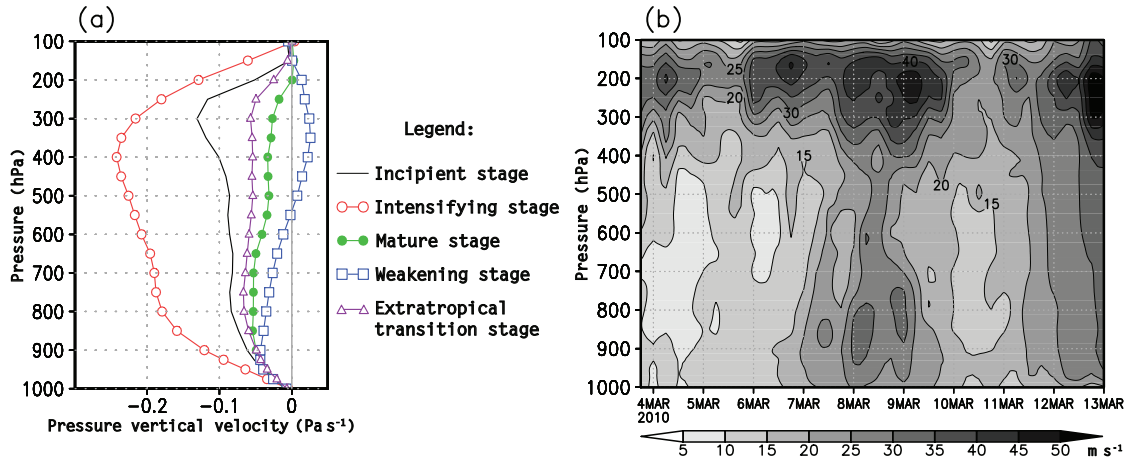 (a)
100
200
300
400
500
600
700
800
900
1000
Pressure (hPa)
−0.2 −0.1 0
Pressure vertical velocity (Pa s⁻¹)
Legend:
Incipient stage
Intensifying stage
Mature stage
Weakening stage
Extratropical
transition stage
(b)
100
200
300
400
500
600
700
800
900
1000
Pressure (hPa)
25
20
30
15
40
30
20
15
4MAR 5MAR 6MAR 7MAR 8MAR 9MAR 10MAR 11MAR 12MAR 13MAR
2010
5 10 15 20 25 30 35 40 45 50 m s⁻¹